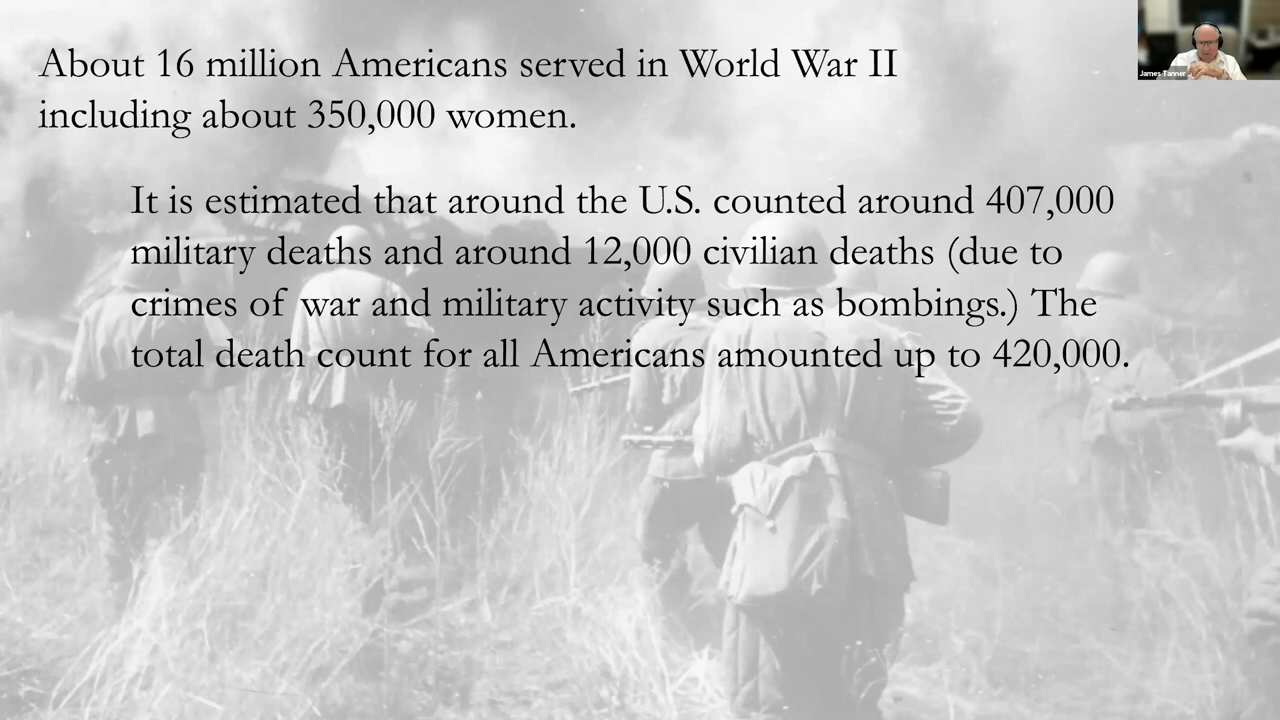 About 16 million Americans served in World War II
including about 350,000 women.
It is estimated that around the U.S. counted around 407,000
military deaths and around 12,000 civilian deaths (due to
crimes of war and military activity such as bombings.) The
total death count for all Americans amounted up to 420,000.
James Tanner